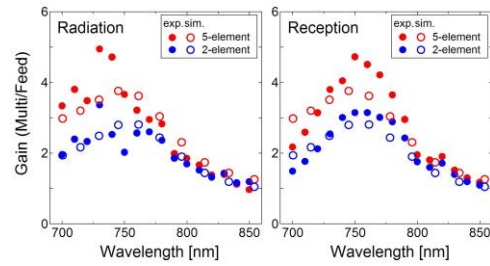 Radiation
exp. sim.
5-element
2-element
Reception
exp. sim.
5-element
2-element
Gain (Multi/Feed)
6
4
2
0
700
750
800
850
700
750
800
850
Wavelength [nm]
Wavelength [nm]